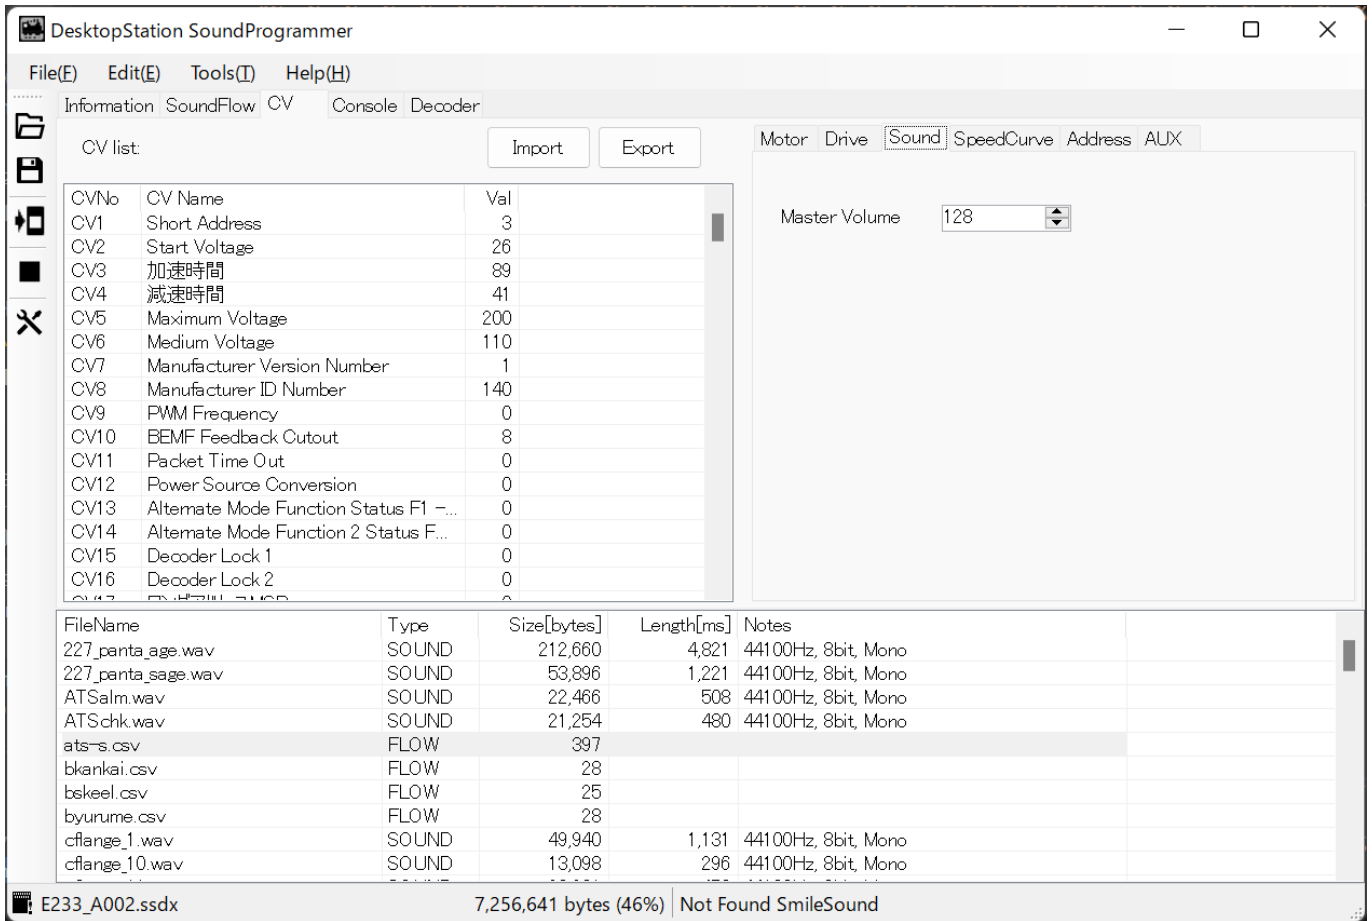 DesktopStation SoundProgrammer
File(F) Edit(E) Tools(T) Help(H)
Information SoundFlow CV Console Decoder
CV list: Import Export
Motor Drive Sound SpeedCurve Address AUX
Master Volume 128
CVNo CV Name Val
CV1 Short Address 3
CV2 Start Voltage 26
CV3 加速時間 89
CV4 減速時間 41
CV5 Maximum Voltage 200
CV6 Medium Voltage 110
CV7 Manufacturer Version Number 1
CV8 Manufacturer ID Number 140
CV9 PWM Frequency 0
CV10 BEMF Feedback Cutout 8
CV11 Packet Time Out 0
CV12 Power Source Conversion 0
CV13 Alternate Mode Function Status F1 -... 0
CV14 Alternate Mode Function 2 Status F... 0
CV15 Decoder Lock 1 0
CV16 Decoder Lock 2 0
FileName Type Size[bytes] Length[ms] Notes
227_panta_age.wav SOUND 212,660 4,821 44100Hz, 8bit, Mono
227_panta_sage.wav SOUND 53,896 1,221 44100Hz, 8bit, Mono
ATSalm.wav SOUND 22,466 508 44100Hz, 8bit, Mono
ATSchk.wav SOUND 21,254 480 44100Hz, 8bit, Mono
ats-s.csv FLOW 397
bkankai.csv FLOW 28
bskeel.csv FLOW 25
byurume.csv FLOW 28
cflange_1.wav SOUND 49,940 1,131 44100Hz, 8bit, Mono
cflange_10.wav SOUND 13,098 296 44100Hz, 8bit, Mono
E233_A002.ssdx 7,256,641 bytes (46%) Not Found SmileSound